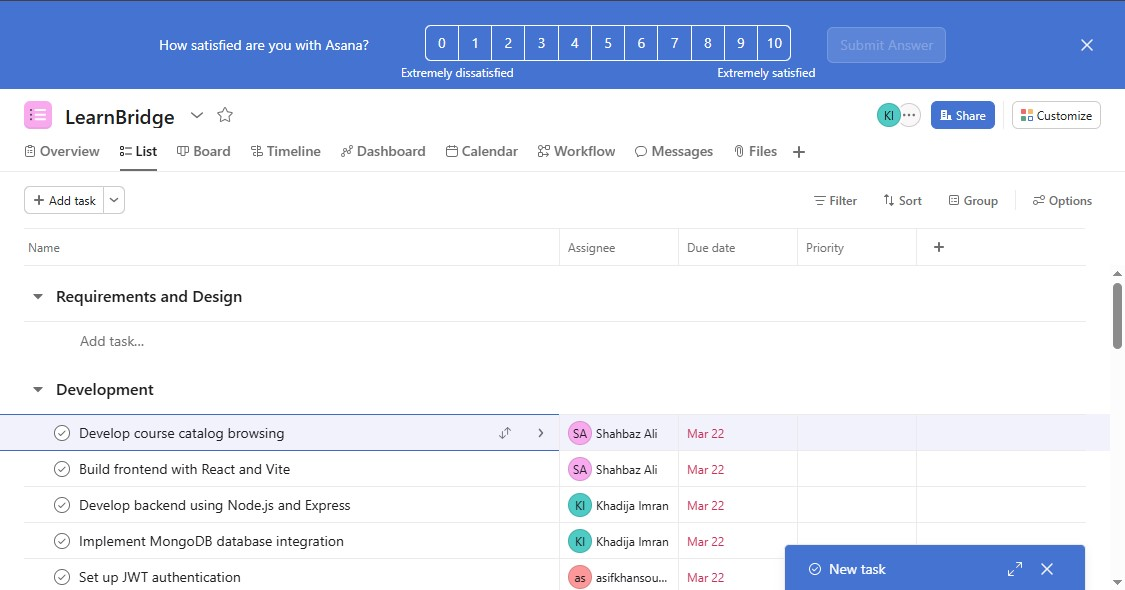 How satisfied are you with Asana? 0 1 2 3 4 5 6 7 8 9 10 Submit Answer
Extremely dissatisfied Extremely satisfied
LearnBridge KI Share Customize
Overview List Board Timeline Dashboard Calendar Workflow Messages Files
Add task Filter Sort Group Options
Name Assignee Due date Priority
Requirements and Design
Add task...
Development
Develop course catalog browsing SA Shahbaz Ali Mar 22
Build frontend with React and Vite SA Shahbaz Ali Mar 22
Develop backend using Node.js and Express KI Khadija Imran Mar 22
Implement MongoDB database integration KI Khadija Imran Mar 22
Set up JWT authentication as asifkhansou... Mar 22
New task